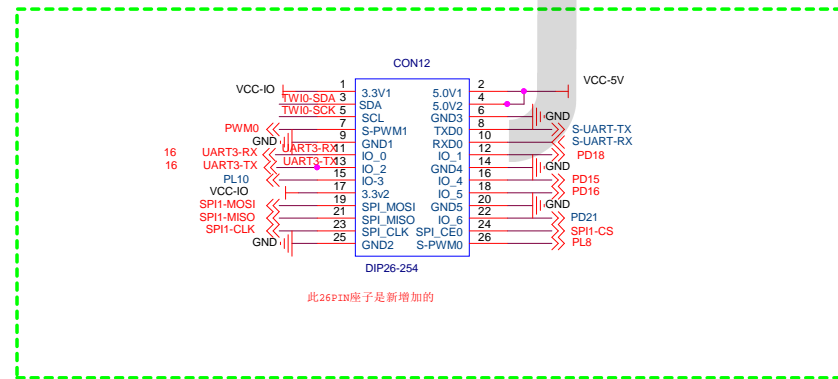 CON12
VCC-IO 1 3.3V1 5.0V1 2 VCC-5V
TWI0-SDA 3 SDA 5.0V2 4
TWI0-SCK 5 SCL GND3 6 GND
PWM0 7 S-PWM1 TXD0 8 S-UART-TX
GND 9 GND1 RXD0 10 S-UART-RX
16 UART3-RX UART3-RX 11 IO_0 IO_1 12 PD18
16 UART3-TX UART3-TX 13 IO_2 GND4 14 GND
PL10 15 IO-3 IO_4 16 PD15
VCC-IO 17 3.3v2 IO_5 18 PD16
SPI1-MOSI 19 SPI_MOSI GND5 20 GND
SPI1-MISO 21 SPI_MISO IO_6 22 PD21
SPI1-CLK 23 SPI_CLK SPI_CE0 24 SPI1-CS
GND 25 GND2 S-PWM0 26 PL8
DIP26-254
此26PIN座子是新增加的